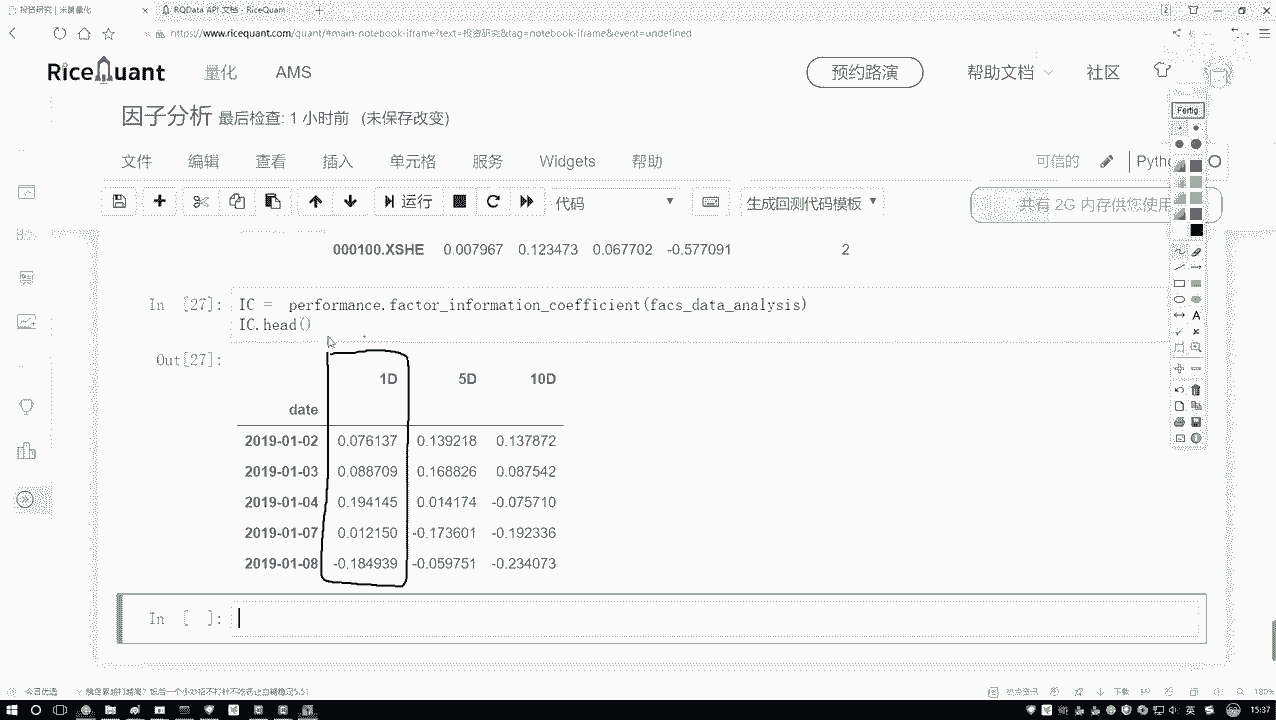 投资研究 | 米筐量化
RQData API 文档 - RiceQuan
https://www.ricequant.com/quant/#main-notebook-iframe?text=投资研究&tag=notebook-iframe&event=undefined
RiceQuant 量化 AMS 预约路演 帮助文档 社区
因子分析 最后检查: 1 小时前 (未保存改变)
文件 编辑 查看 插入 单元格 服务 Widgets 帮助 可信的
运行 代码 生成回测代码模板 共有 2G 内存供您使用
Fertig
000100.XSHE 0.007967 0.123473 0.067702 -0.577091 2
In [27]: IC = performance.factor_information_coefficient(facs_data_analysis)
IC.head()
Out[27]:
1D 5D 10D
date
2019-01-02 0.076137 0.139218 0.137872
2019-01-03 0.088709 0.168826 0.087542
2019-01-04 0.194145 0.014174 -0.075710
2019-01-07 0.012150 -0.173601 -0.192336
2019-01-08 -0.184939 -0.059751 -0.234073
In [ ]:
今日优选
热点资讯 下载 180%
英 15:37